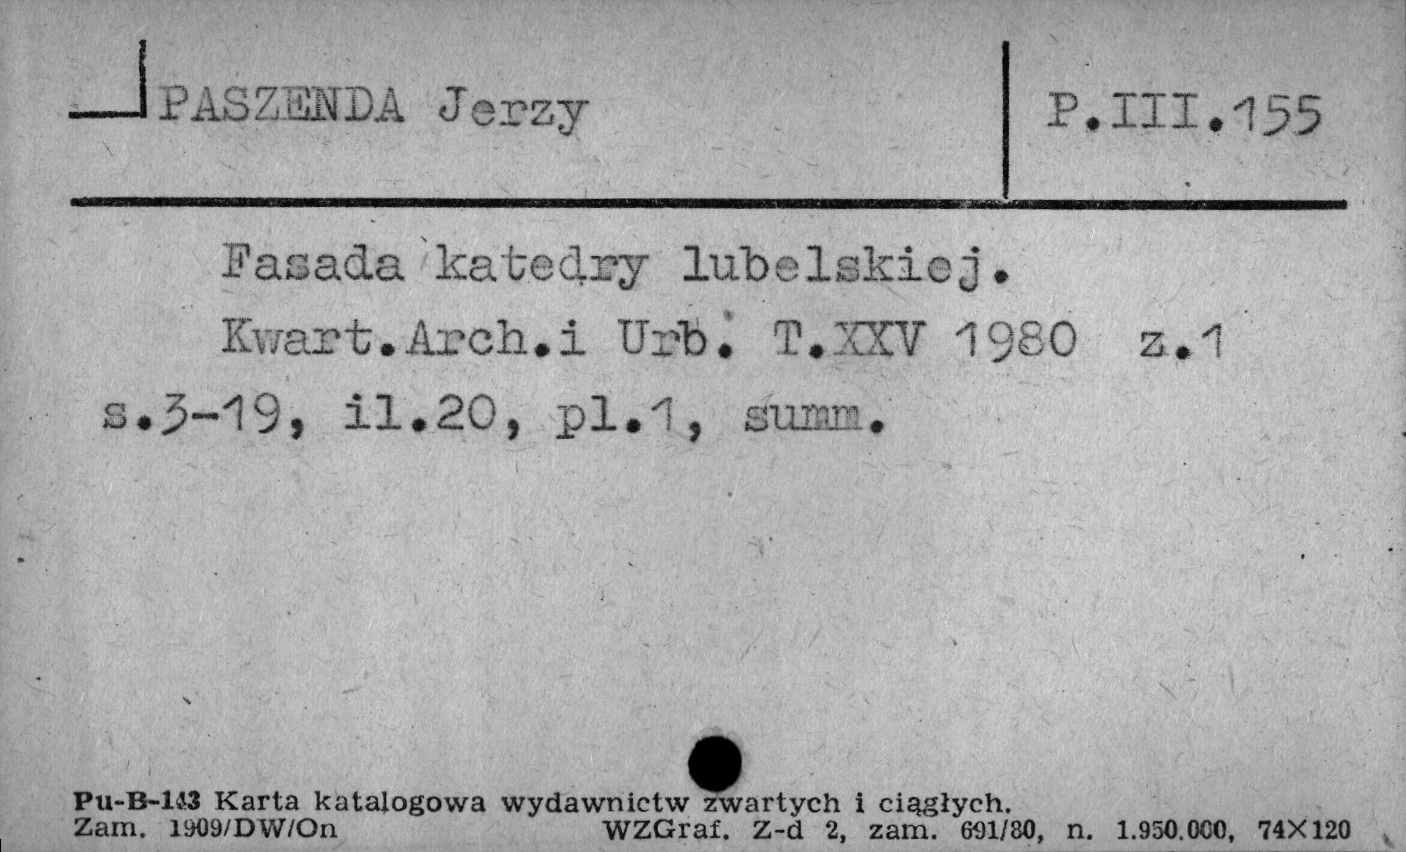 PASZENDA Jerzy
P.III.155
Fasada katedry lubelskiej.
Kwart.Arch.i Urb. T.XXV 1980 z.1
s.3-19, il.20, pl.1, summ.
Pu-B-143 Karta katalogowa wydawnictw zwartych i ciągłych.
Zam. 1909/DW/On WZGraf. Z-d 2, zam. 691/80, n. 1.950.000, 74X120